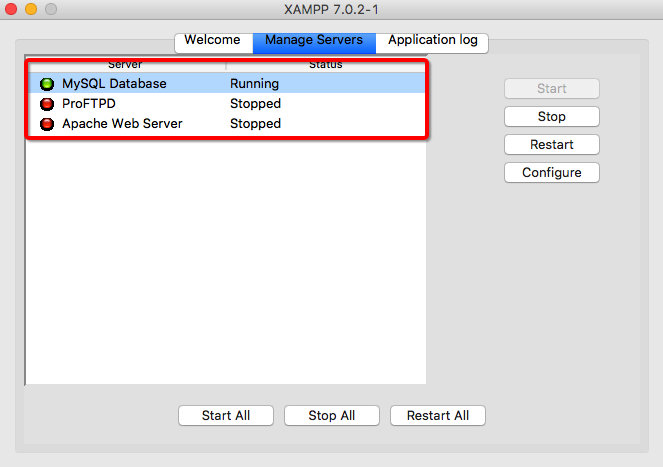 XAMPP 7.0.2-1
Welcome Manage Servers Application log
Server Status
MySQL Database Running
ProFTPD Stopped
Apache Web Server Stopped
Start
Stop
Restart
Configure
Start All Stop All Restart All